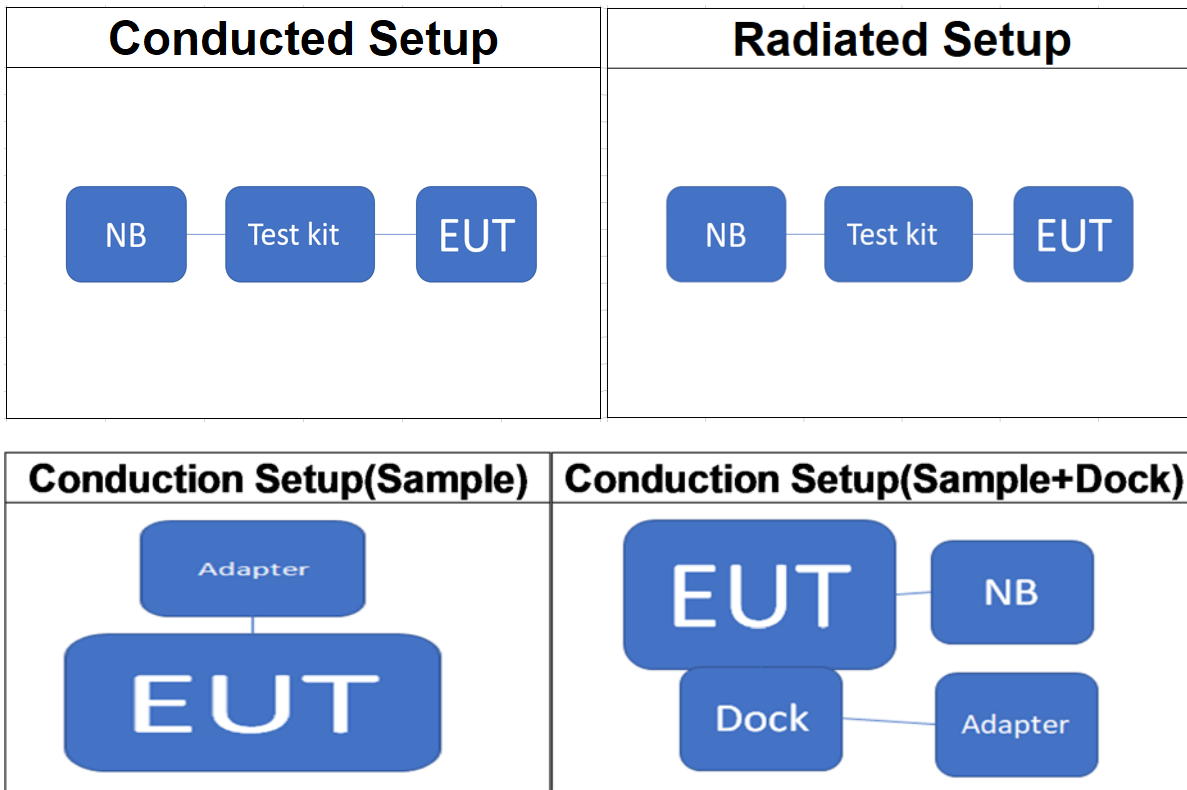 Conducted Setup
Radiated Setup
NB
Test kit
EUT
NB
Test kit
EUT
Conduction Setup(Sample)
Conduction Setup(Sample+Dock)
Adapter
EUT
EUT
NB
Dock
Adapter